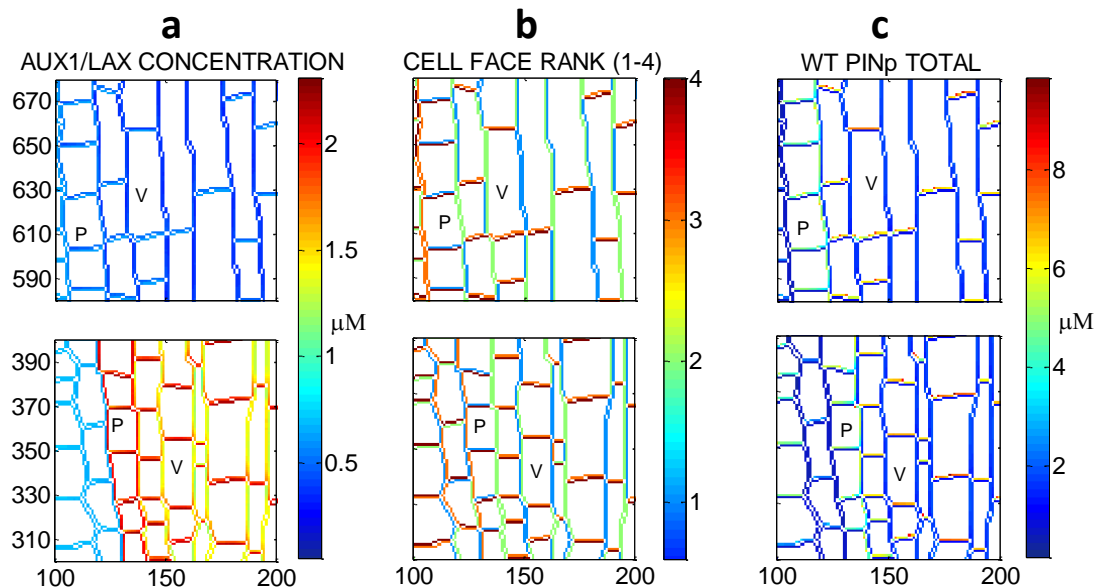 a b c
AUX1/LAX CONCENTRATION CELL FACE RANK (1-4) WT PINp TOTAL
670
650
630
610
590
V
P
2
1.5
1
0.5
μM
V
P
4
3
2
1
V
P
8
6
4
2
μM
390
370
350
330
310
P
V
P
V
P
V
100 150 200 100 150 200 100 150 200